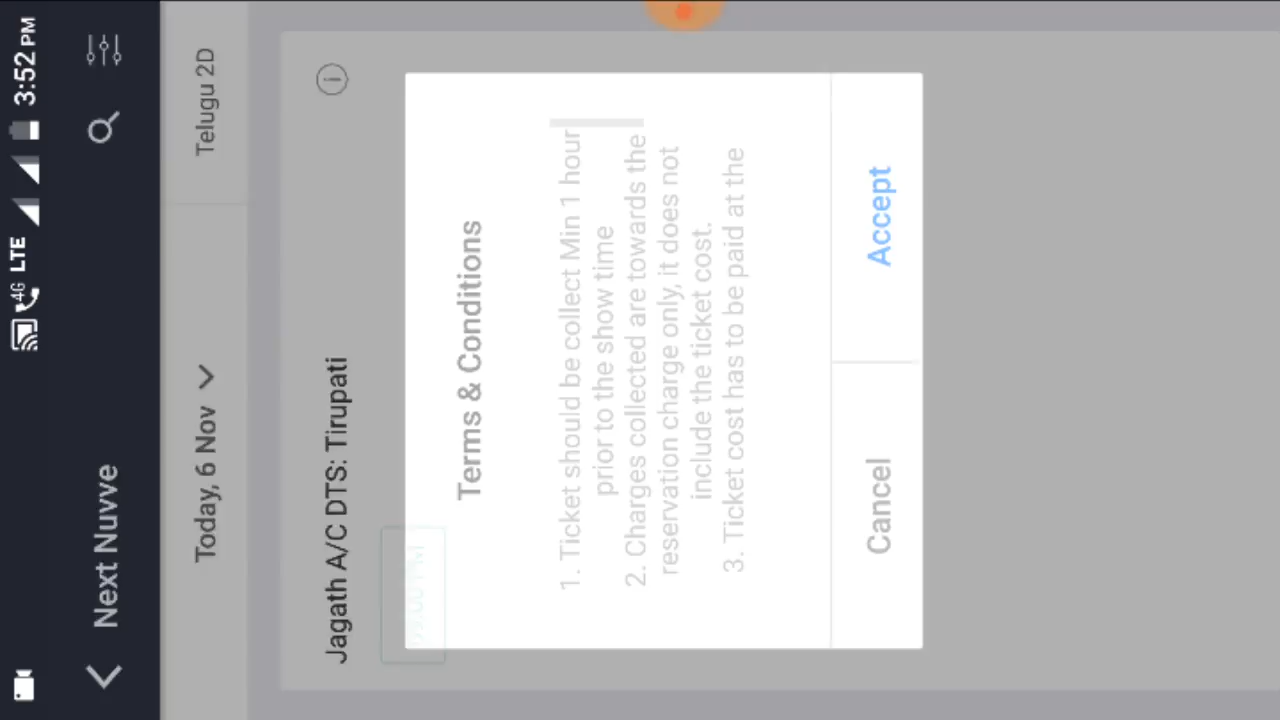 4G LTE 3:52 PM
Next Nuvve
Today, 6 Nov
Telugu 2D
Jagath A/C DTS: Tirupati
Terms & Conditions
1. Ticket should be collect Min 1 hour
prior to the show time
2. Charges collected are towards the
reservation charge only, it does not
include the ticket cost.
3. Ticket cost has to be paid at the
Cancel
Accept